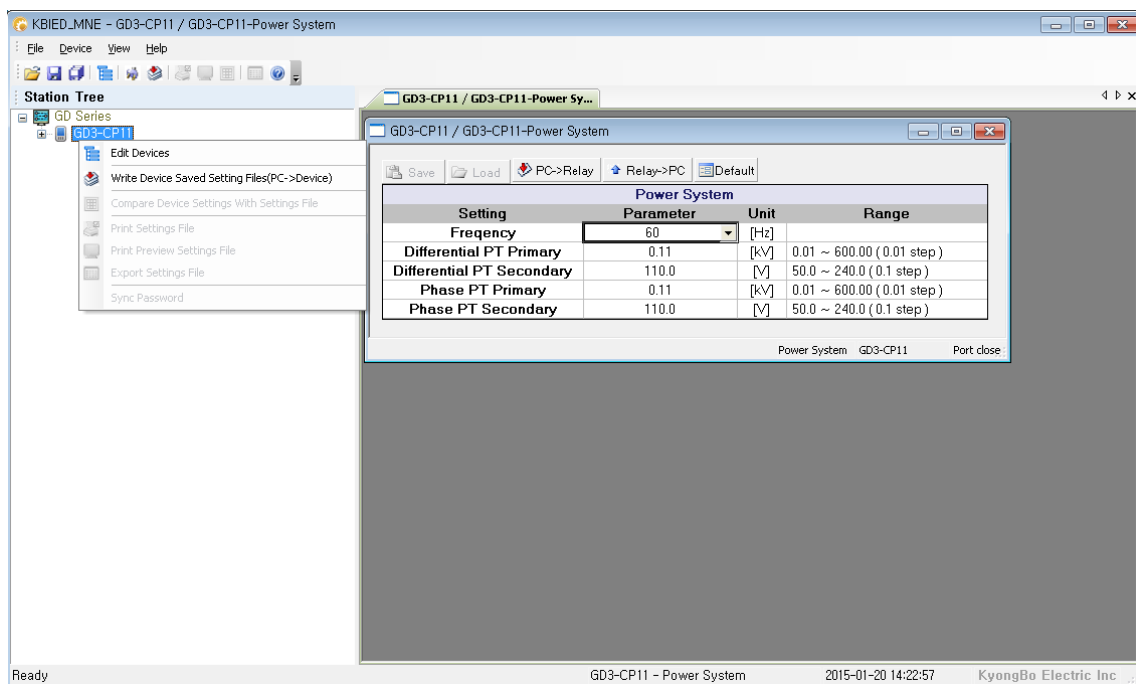 KBIED_MNE - GD3-CP11 / GD3-CP11-Power System
File Device View Help
Station Tree
GD3-CP11 / GD3-CP11-Power Sy...
GD Series
GD3-CP11
Edit Devices
Write Device Saved Setting Files(PC->Device)
Compare Device Settings With Settings File
Print Settings File
Print Preview Settings File
Export Settings File
Sync Password
GD3-CP11 / GD3-CP11-Power System
Save Load PC->Relay Relay->PC Default
Power System
Setting Parameter Unit Range
Freqency 60 [Hz]
Differential PT Primary 0.11 [kV] 0.01 ~ 600.00 ( 0.01 step )
Differential PT Secondary 110.0 [V] 50.0 ~ 240.0 ( 0.1 step )
Phase PT Primary 0.11 [kV] 0.01 ~ 600.00 ( 0.01 step )
Phase PT Secondary 110.0 [V] 50.0 ~ 240.0 ( 0.1 step )
Power System GD3-CP11 Port close
Ready GD3-CP11 - Power System 2015-01-20 14:22:57 KyongBo Electric Inc